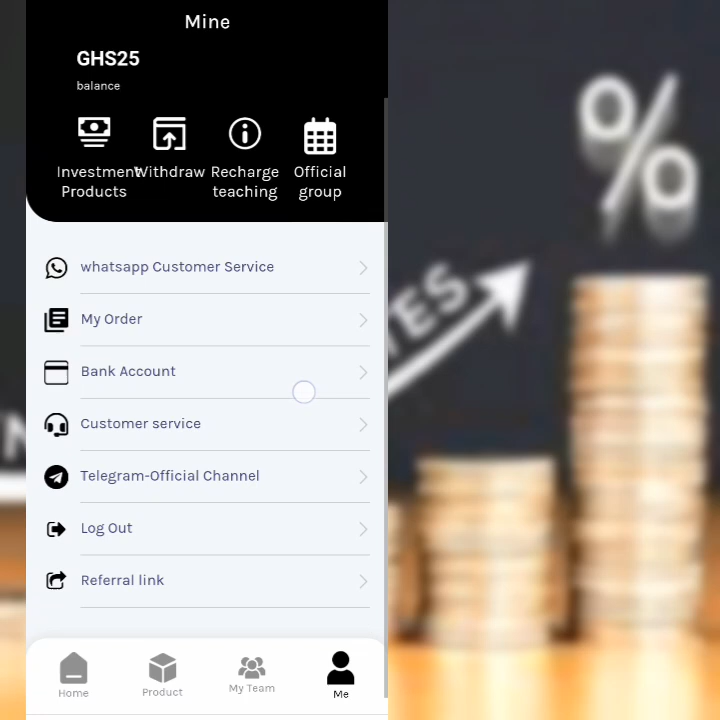 Mine
GHS25
balance
Investment Products
Withdraw
Recharge teaching
Official group
whatsapp Customer Service
My Order
Bank Account
Customer service
Telegram-Official Channel
Log Out
Referral link
Home
Product
My Team
Me
%